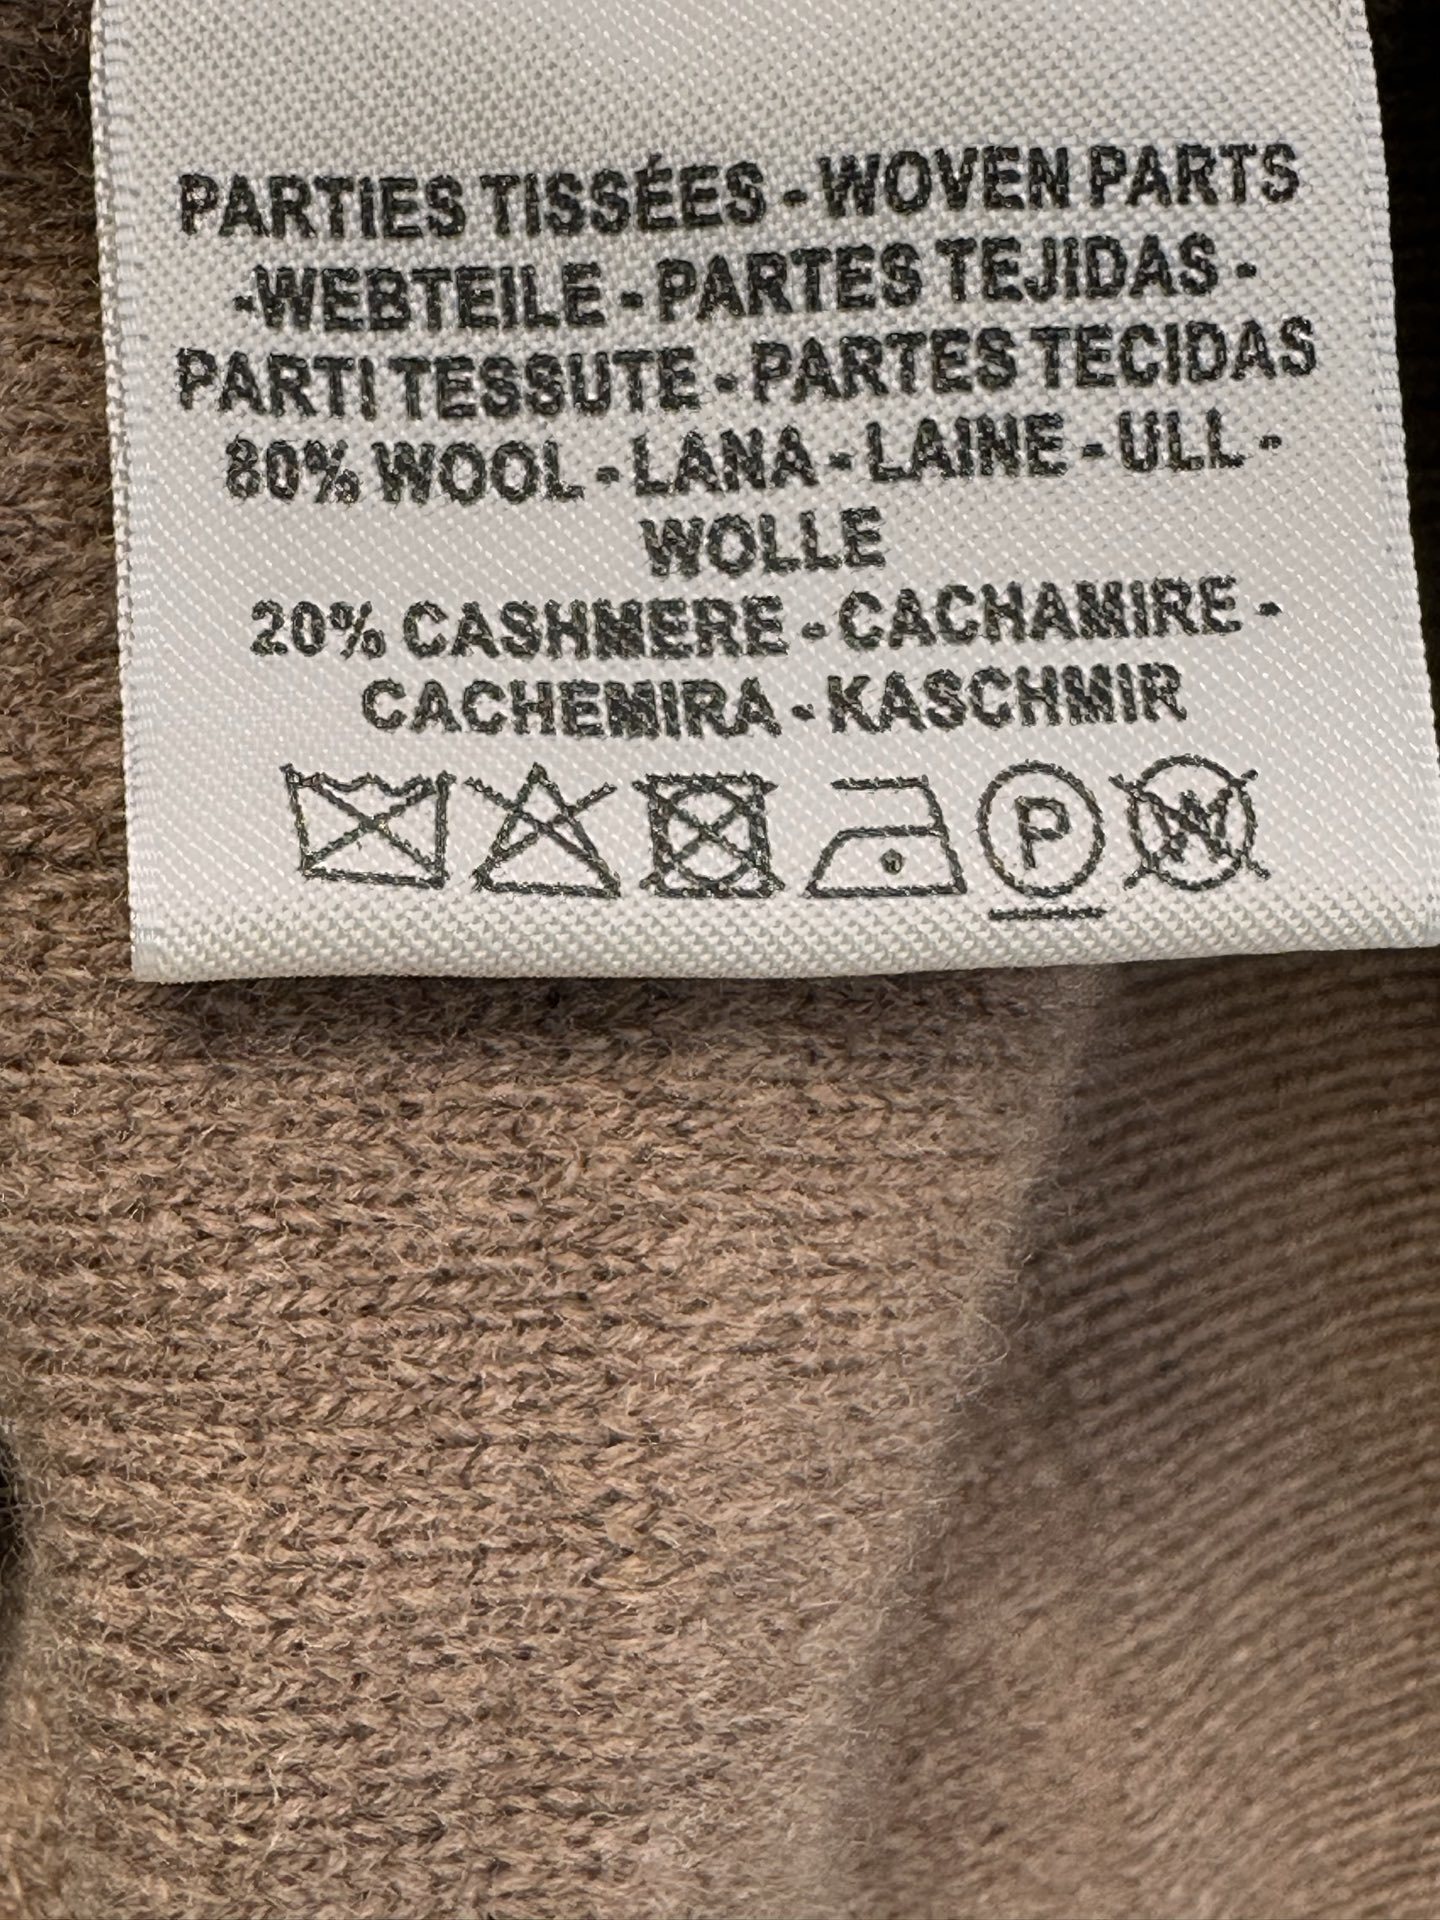 PARTIES TISSÉES - WOVEN PARTS
-WEBTEILE - PARTES TEJIDAS -
PARTI TESSUTE - PARTES TECIDAS
80% WOOL - LANA - LAINE - ULL -
WOLLE
20% CASHMERE - CACHAMIRE -
CACHEMIRA - KASCHMIR
P W